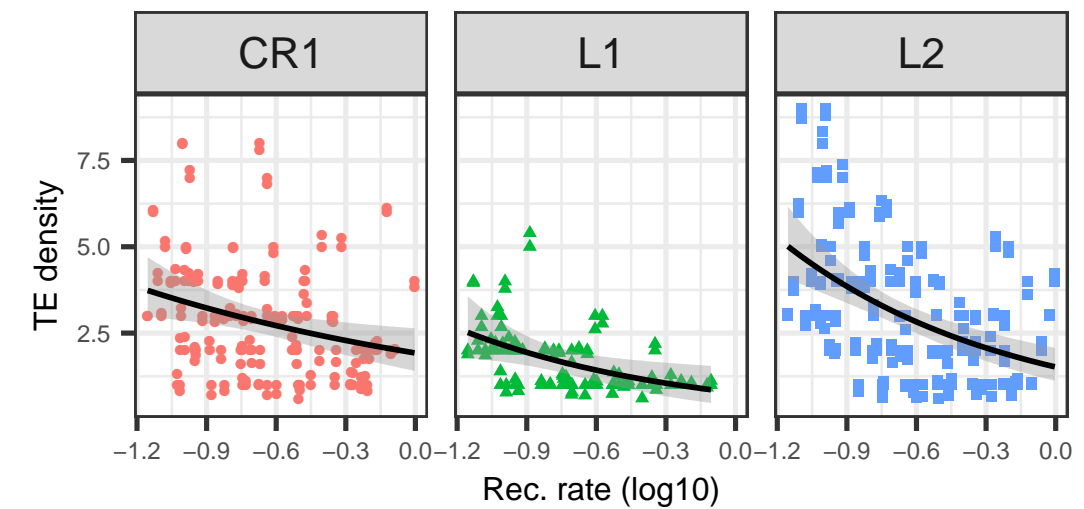 CR1 L1 L2
TE density
7.5
5.0
2.5
−1.2 −0.9 −0.6 −0.3 0.0 −1.2 −0.9 −0.6 −0.3 0.0 −1.2 −0.9 −0.6 −0.3 0.0
Rec. rate (log10)